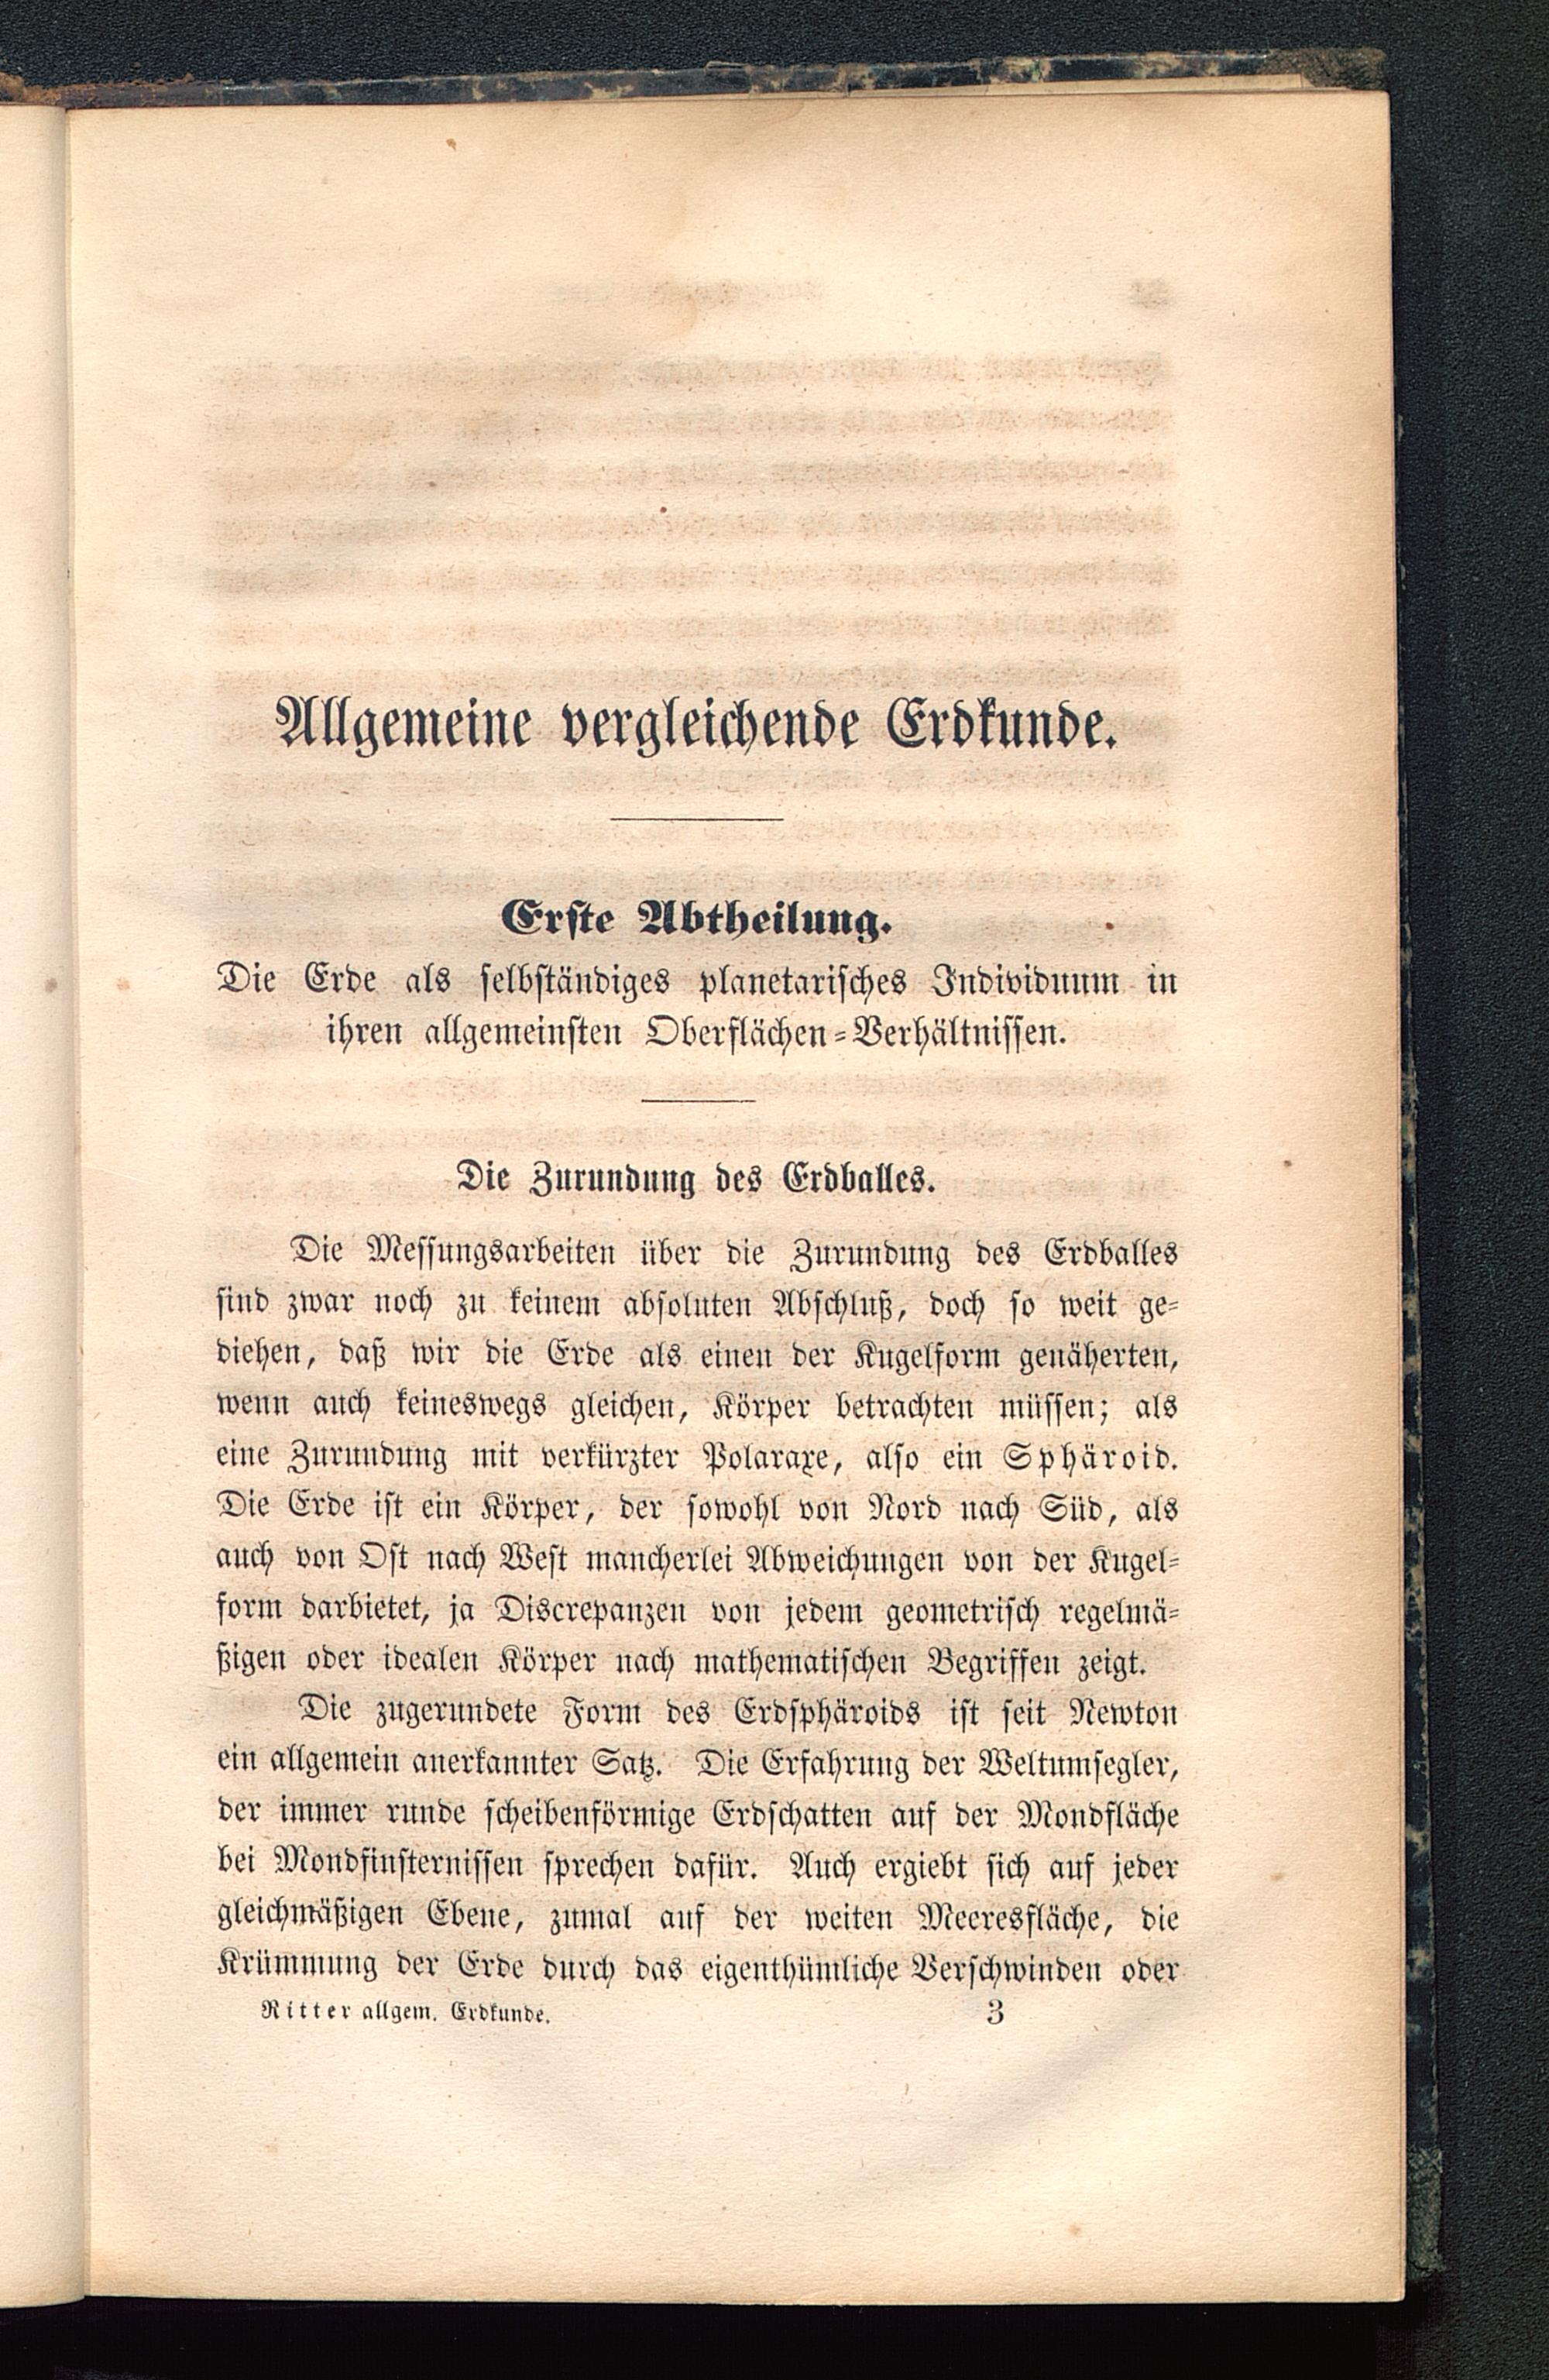 Allgemeine vergleichende Erdkunde.
Erste Abtheilung.
Die Erde als selbständiges planetarisches Individuum in
ihren allgemeinsten Oberflächen-Verhältnissen.
Die Zurundung des Erdballes.
Die Messungsarbeiten über die Zurundung des Erdballes
sind zwar noch zu keinem absoluten Abschluß, doch so weit ge-
diehen, daß wir die Erde als einen der Kugelform genäherten,
wenn auch keineswegs gleichen, Körper betrachten müssen; als
eine Zurundung mit verkürzter Polaraxe, also ein Sphäroid.
Die Erde ist ein Körper, der sowohl von Nord nach Süd, als
auch von Ost nach West mancherlei Abweichungen von der Kugel-
form darbietet, ja Discrepanzen von jedem geometrisch regelmä-
ßigen oder idealen Körper nach mathematischen Begriffen zeigt.
Die zugerundete Form des Erdsphäroids ist seit Newton
ein allgemein anerkannter Satz. Die Erfahrung der Weltumsegler,
der immer runde scheibenförmige Erdschatten auf der Mondfläche
bei Mondfinsternissen sprechen dafür. Auch ergiebt sich auf jeder
gleichmäßigen Ebene, zumal auf der weiten Meeresfläche, die
Krümmung der Erde durch das eigenthümliche Verschwinden oder
Ritter allgem. Erdkunde. 3